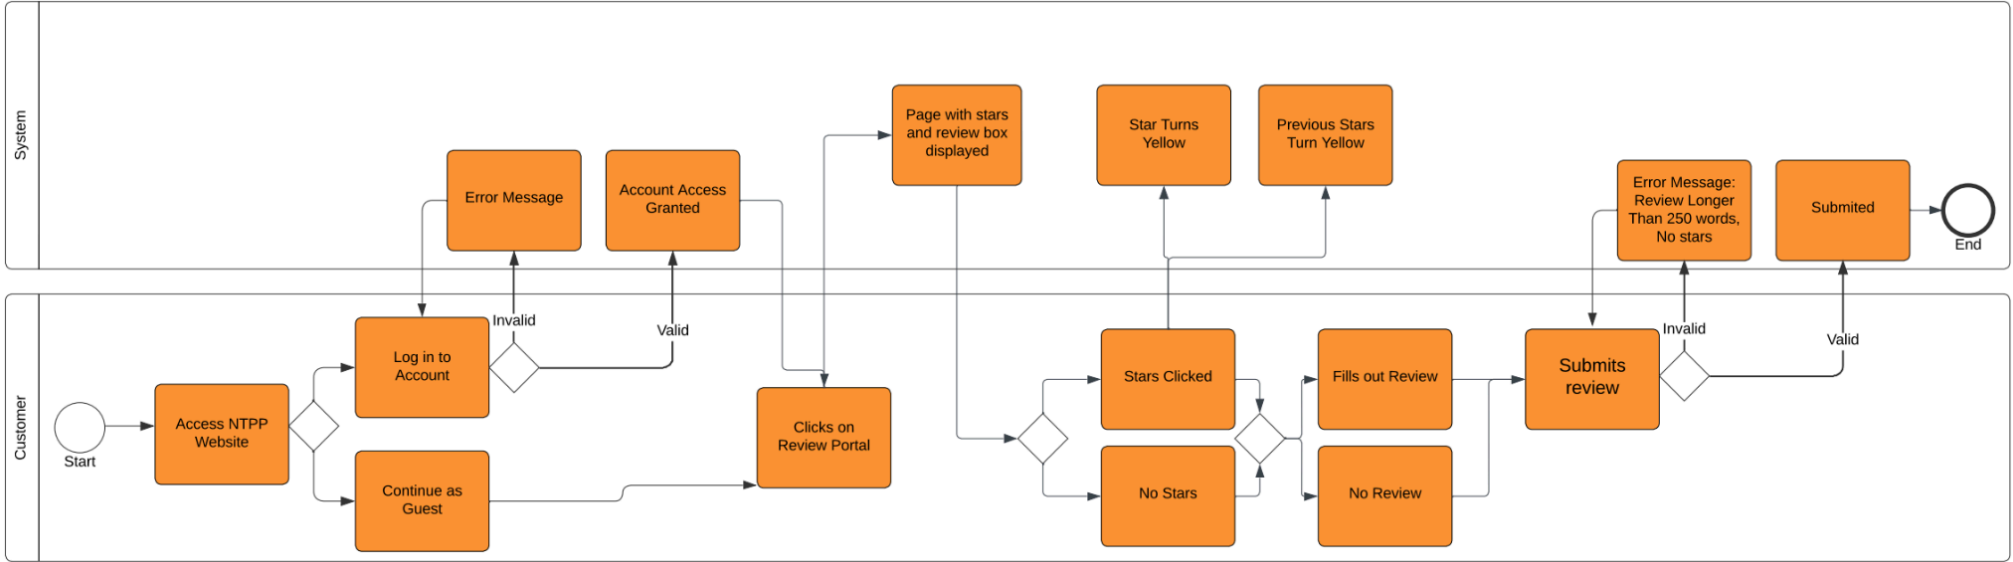 System
Page with stars
and review box
displayed
Star Turns
Yellow
Previous Stars
Turn Yellow
Error Message
Account Access
Granted
Error Message:
Review Longer
Than 250 words,
No stars
Submited
End
Customer
Start
Access NTPP
Website
Log in to
Account
Invalid
Valid
Continue as
Guest
Clicks on
Review Portal
Stars Clicked
No Stars
Fills out Review
No Review
Submits
review
Invalid
Valid